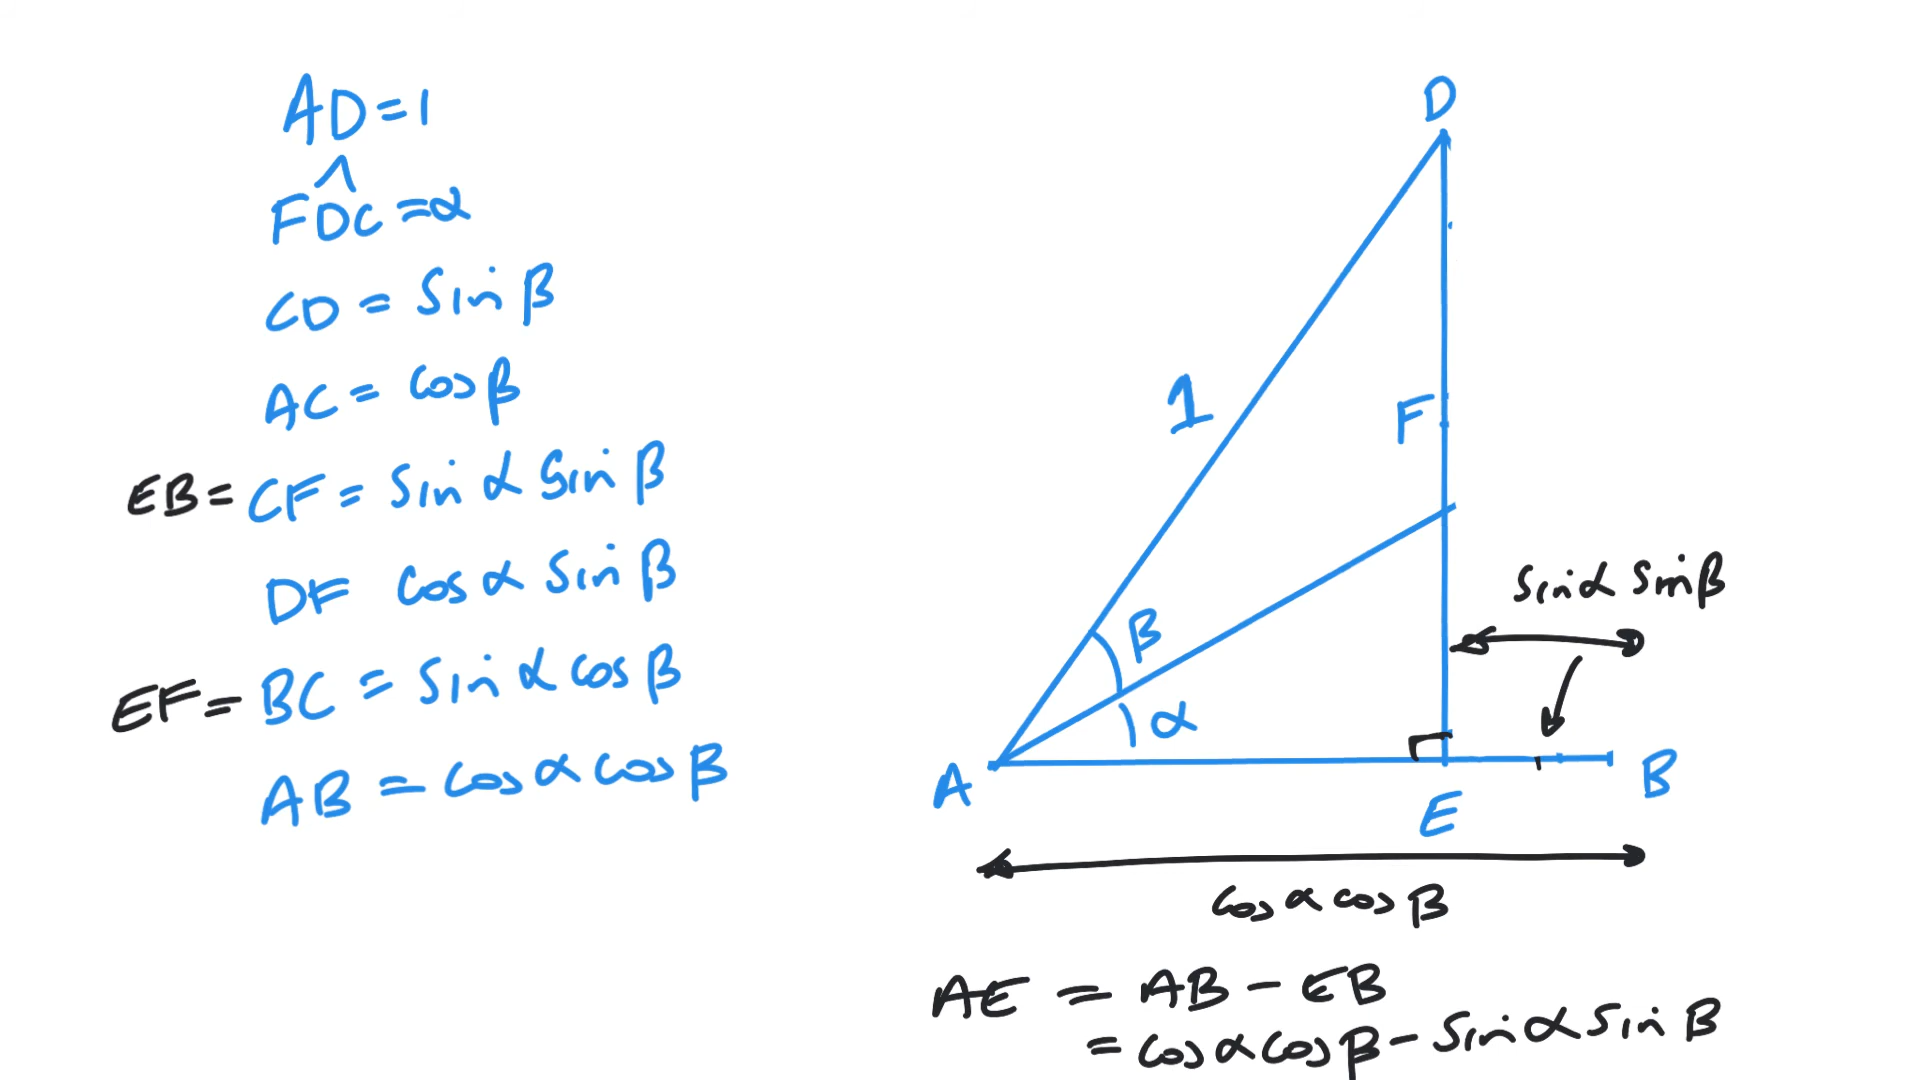 AD = 1
FD̂C = α
CD = sin β
AC = cos β
EB = CF = sin α sin β
DF cos α sin β
EF = BC = sin α cos β
AB = cos α cos β
D
1
F
β
α
A
E
B
sin α sin β
cos α cos β
AE = AB - EB
= cos α cos β - sin α sin β